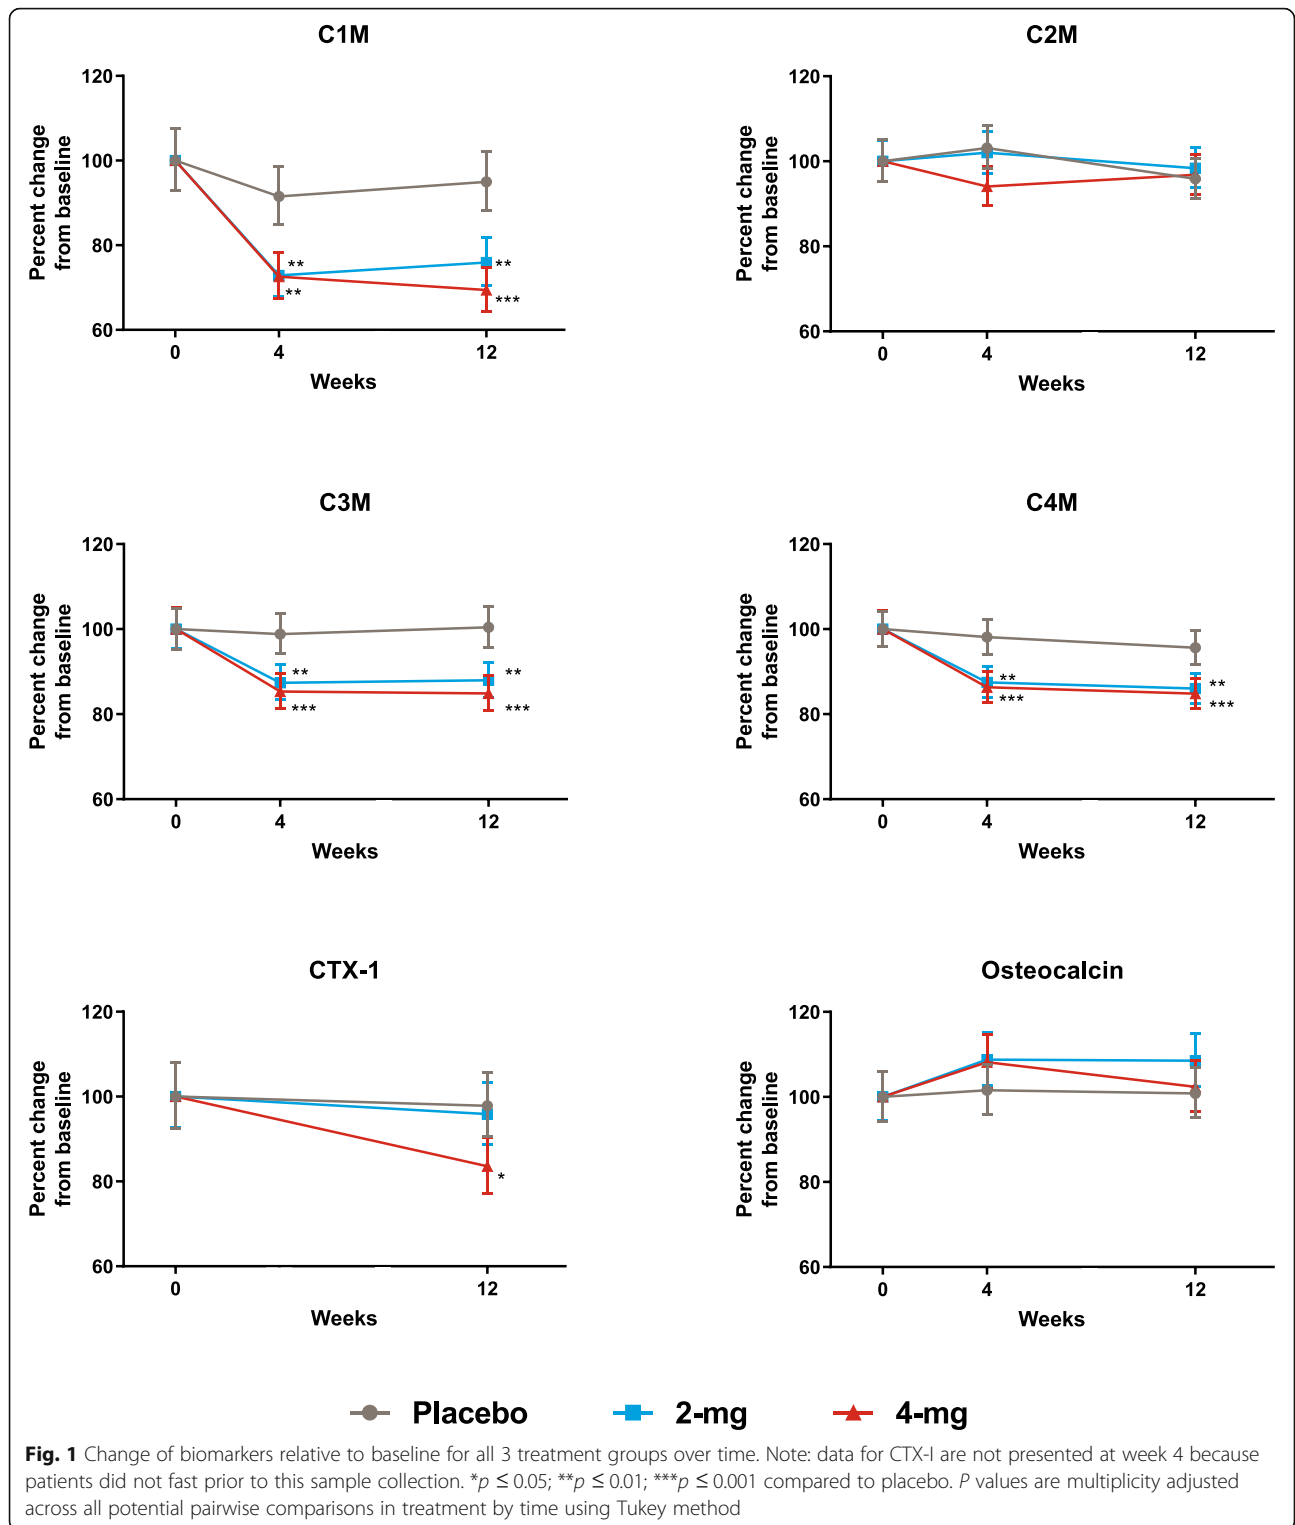 C1M
Percent change
from baseline
120
100
80
60
**
**
**
***
0
4
12
Weeks
C2M
Percent change
from baseline
120
100
80
60
0
4
12
Weeks
C3M
Percent change
from baseline
120
100
80
60
**
***
**
***
0
4
12
Weeks
C4M
Percent change
from baseline
120
100
80
60
**
***
**
***
0
4
12
Weeks
CTX-1
Percent change
from baseline
120
100
80
60
*
0
12
Weeks
Osteocalcin
Percent change
from baseline
120
100
80
60
0
4
12
Weeks
Placebo 2-mg 4-mg
Fig. 1 Change of biomarkers relative to baseline for all 3 treatment groups over time. Note: data for CTX-I are not presented at week 4 because
patients did not fast prior to this sample collection. *p ≤ 0.05; **p ≤ 0.01; ***p ≤ 0.001 compared to placebo. P values are multiplicity adjusted
across all potential pairwise comparisons in treatment by time using Tukey method